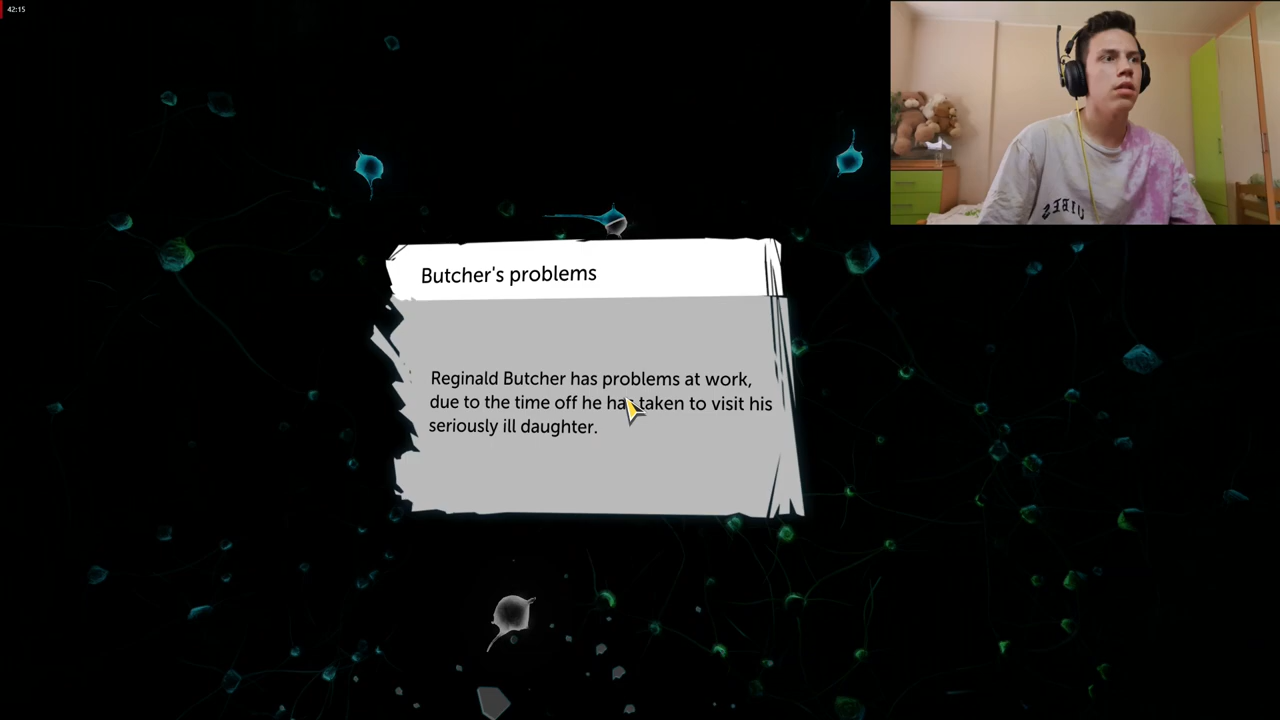 42:15
Butcher's problems
Reginald Butcher has problems at work,
due to the time off he has taken to visit his
seriously ill daughter.